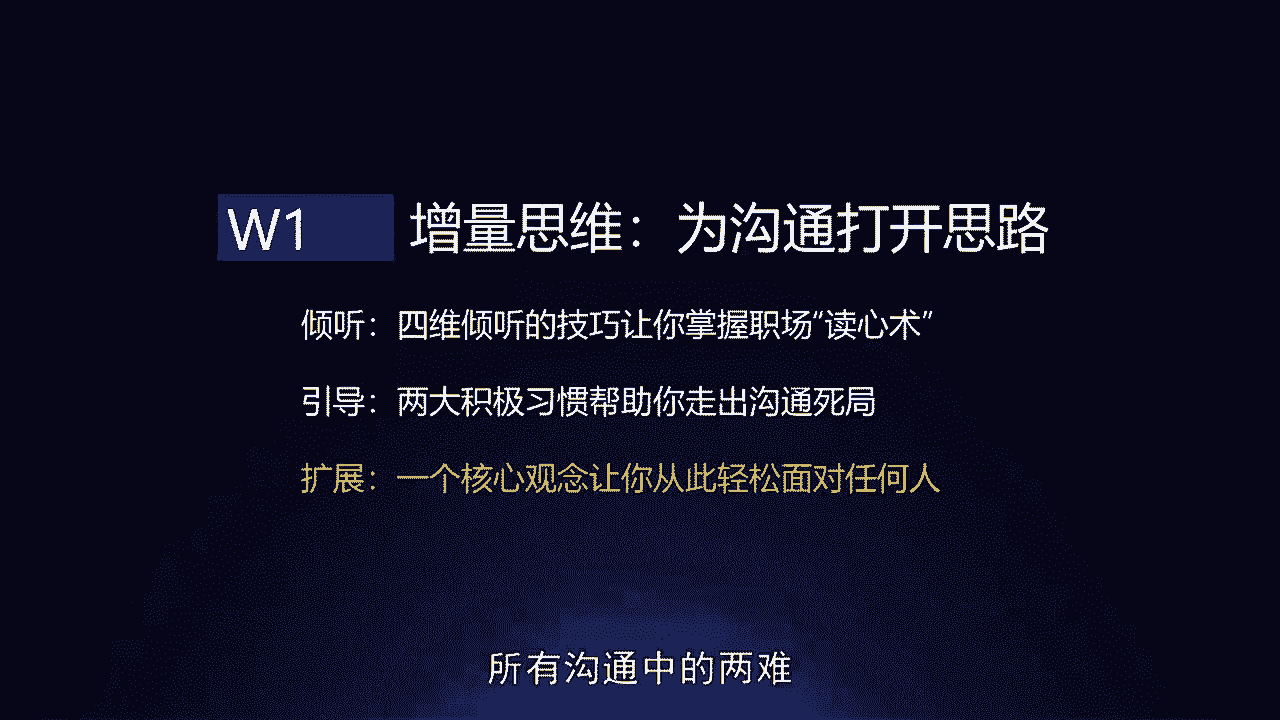 W1 增量思维：为沟通打开思路
倾听：四维倾听的技巧让你掌握职场“读心术”
引导：两大积极习惯帮助你走出沟通死局
扩展：一个核心观念让你从此轻松面对任何人
所有沟通中的两难